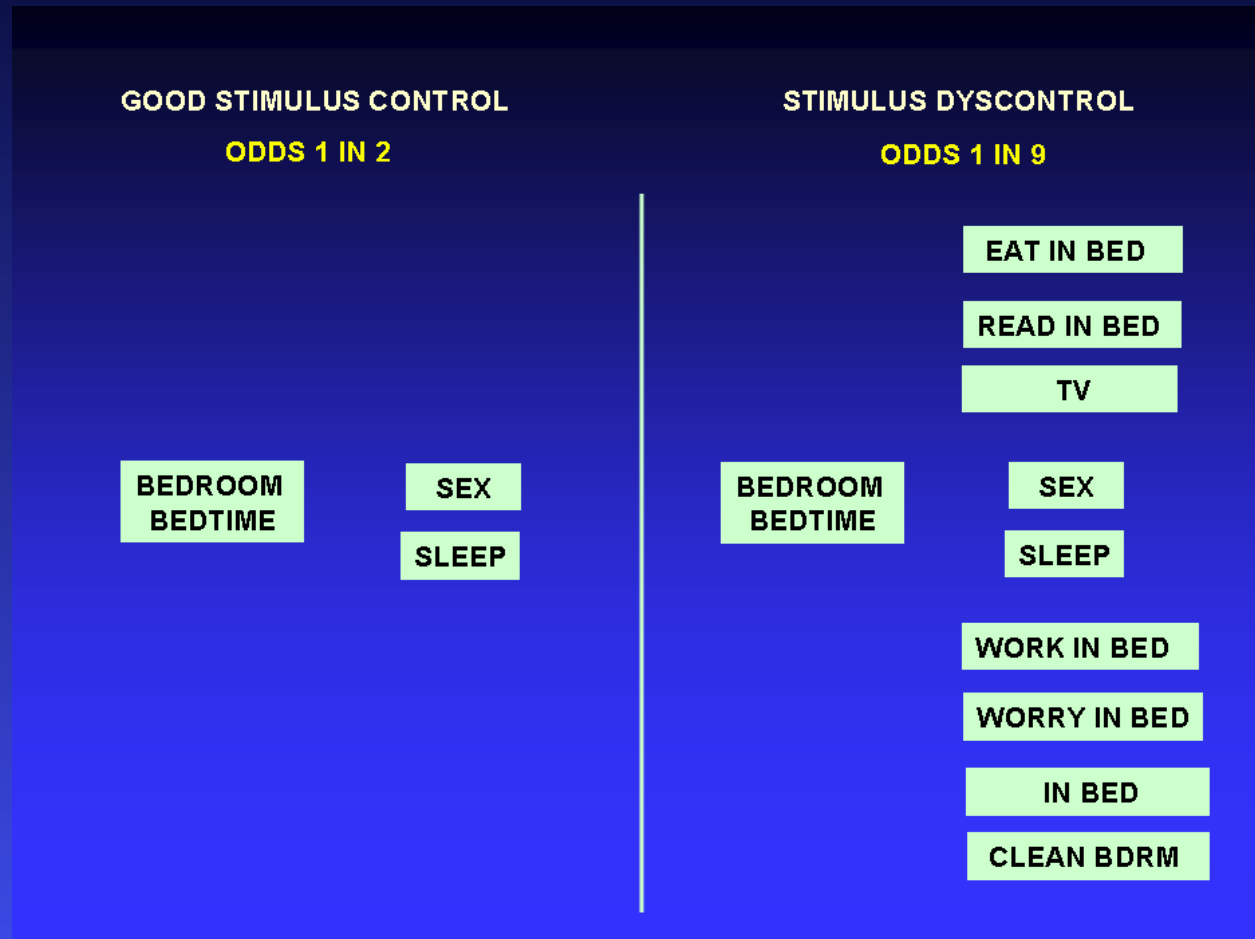 GOOD STIMULUS CONTROL
ODDS 1 IN 2
BEDROOM
BEDTIME
SEX
SLEEP
STIMULUS DYSCONTROL
ODDS 1 IN 9
EAT IN BED
READ IN BED
TV
BEDROOM
BEDTIME
SEX
SLEEP
WORK IN BED
WORRY IN BED
IN BED
CLEAN BDRM